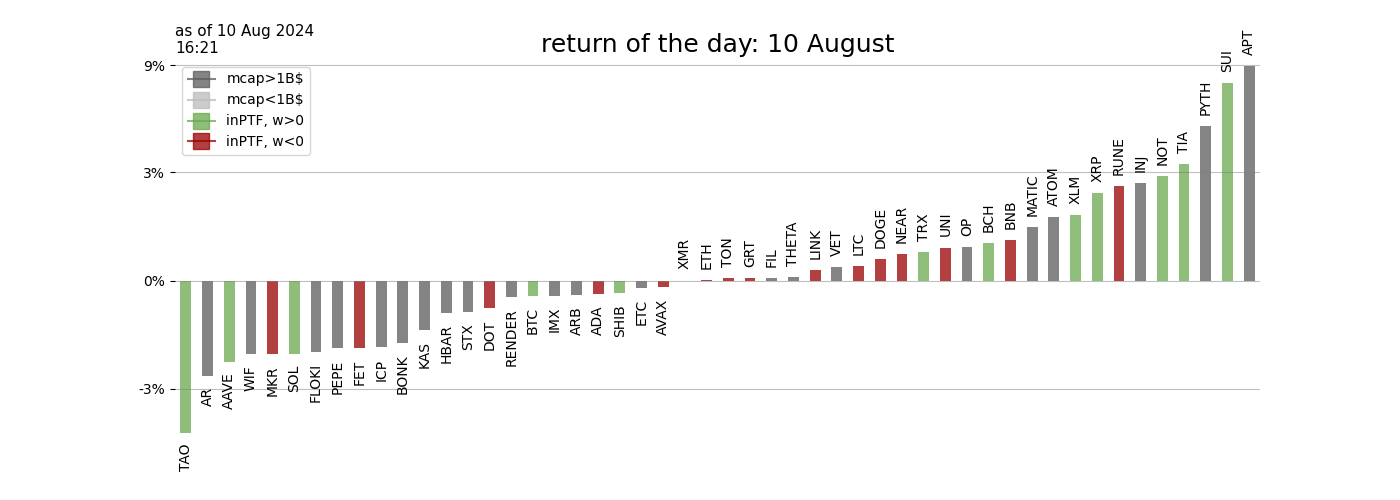 as of 10 Aug 2024
16:21
return of the day: 10 August
mcap>1B$
mcap<1B$
inPTF, w>0
inPTF, w<0
9%
3%
0%
-3%
TAO
AR
AAVE
WIF
MKR
SOL
FLOKI
PEPE
FET
ICP
BONK
KAS
HBAR
STX
DOT
RENDER
BTC
IMX
ARB
ADA
SHIB
ETC
AVAX
XMR
ETH
TON
GRT
FIL
THETA
LINK
VET
LTC
DOGE
NEAR
TRX
UNI
OP
BCH
BNB
MATIC
ATOM
XLM
XRP
RUNE
INJ
NOT
TIA
PYTH
SUI
APT